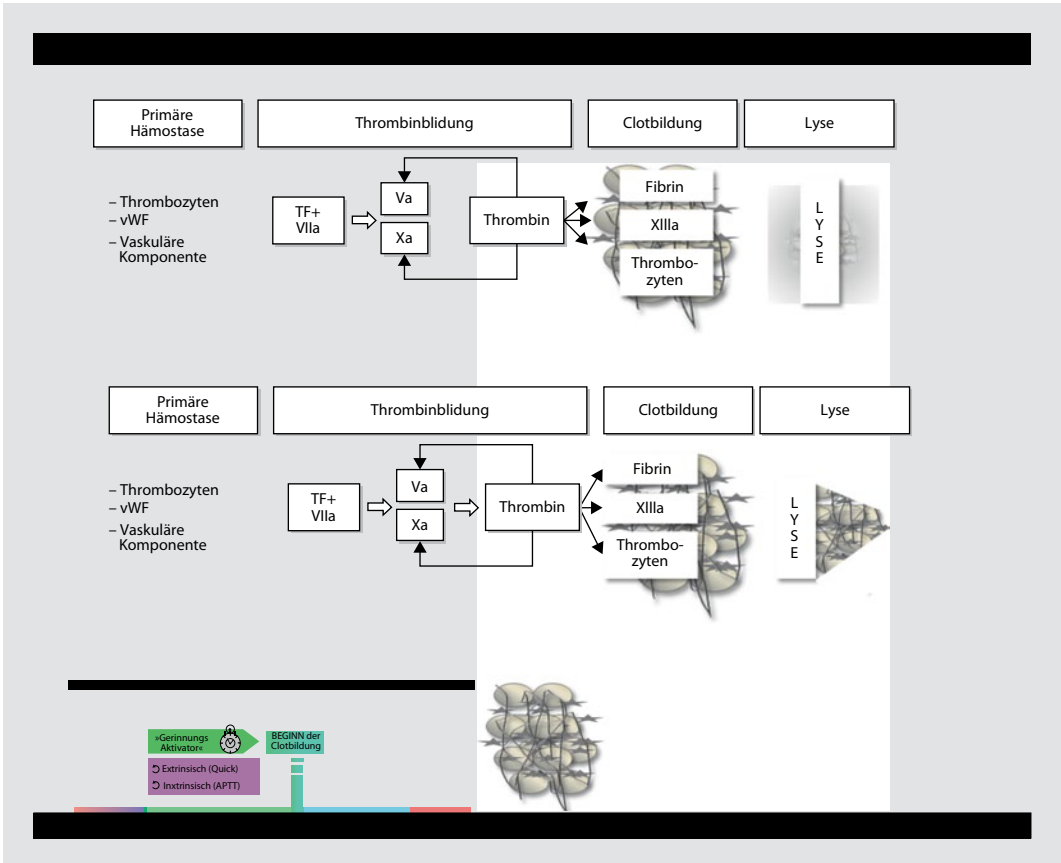 Primäre
Hämostase
Thrombinblidung
Clotbildung
Lyse
– Thrombozyten
– vWF
– Vaskuläre
Komponente
TF+
VIIa
Va
Xa
Thrombin
Fibrin
XIIIa
Thrombo-
zyten
L
Y
S
E
Primäre
Hämostase
Thrombinblidung
Clotbildung
Lyse
– Thrombozyten
– vWF
– Vaskuläre
Komponente
TF+
VIIa
Va
Xa
Thrombin
Fibrin
XIIIa
Thrombo-
zyten
L
Y
S
E
»Gerinnungs
Aktivator«
BEGINN der
Clotbildung
Extrinsisch (Quick)
Inxtrinsisch (APTT)